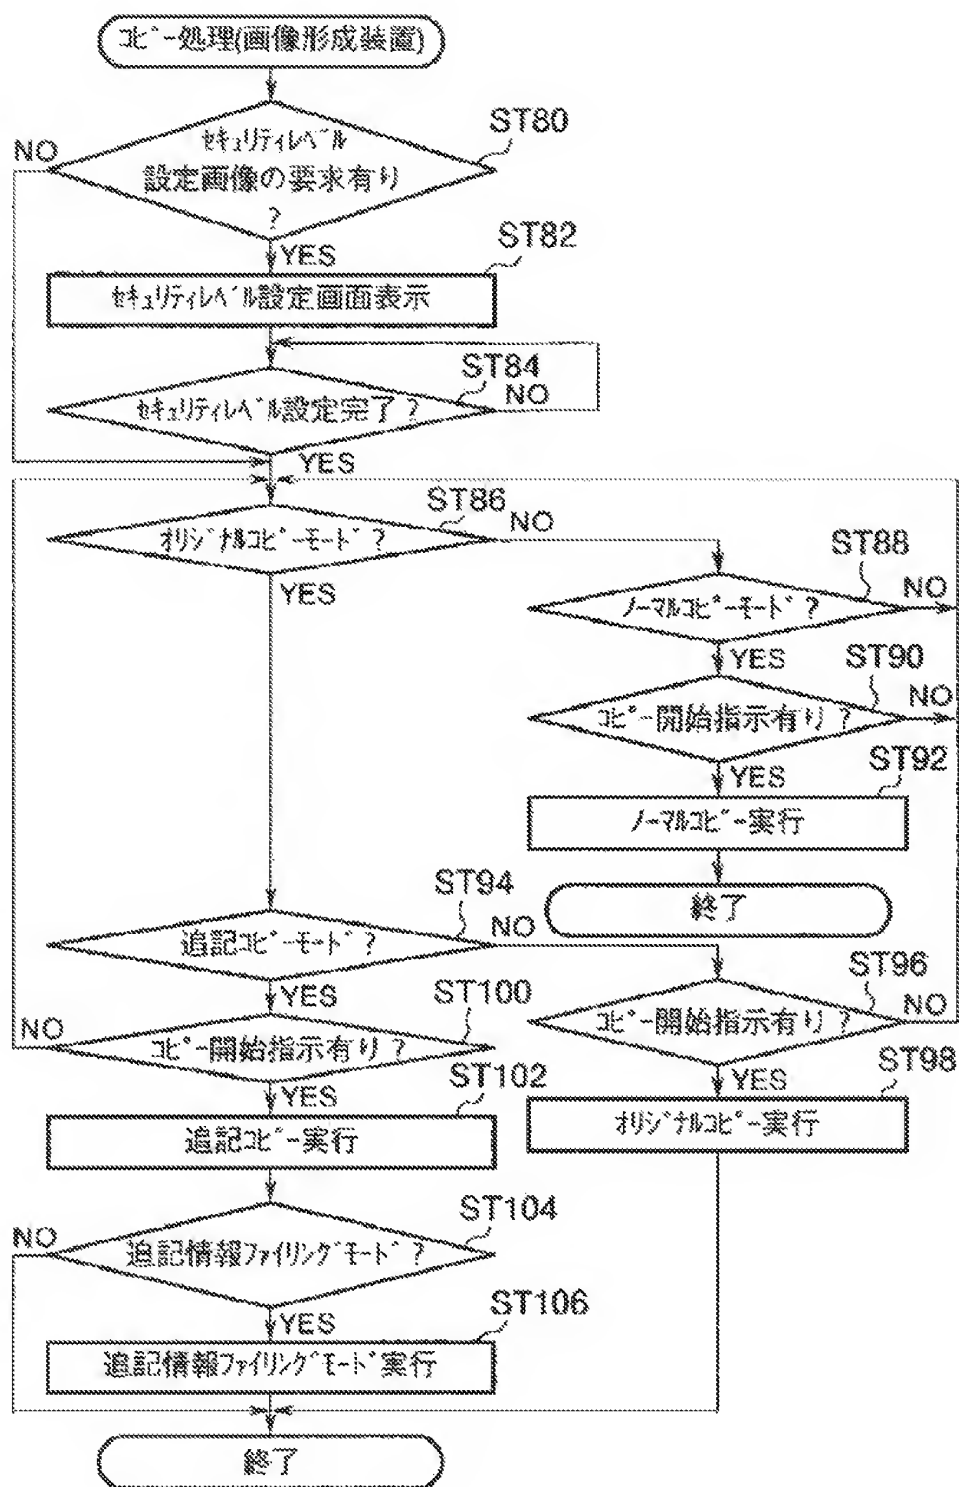 ｺﾋﾟｰ処理(画像形成装置)
ST80
NO
ｾｷｭﾘﾃｨﾚﾍﾞﾙ
設定画像の要求有り
?
YES
ST82
ｾｷｭﾘﾃｨﾚﾍﾞﾙ設定画面表示
ST84
NO
ｾｷｭﾘﾃｨﾚﾍﾞﾙ設定完了?
YES
ST86
NO
ｵﾘｼﾞﾅﾙｺﾋﾟｰﾓｰﾄﾞ?
YES
ST88
NO
ﾉｰﾏﾙｺﾋﾟｰﾓｰﾄﾞ?
YES
ST90
NO
ｺﾋﾟｰ開始指示有り?
YES
ST92
ﾉｰﾏﾙｺﾋﾟｰ実行
終了
ST94
NO
追記ｺﾋﾟｰﾓｰﾄﾞ?
YES
ST96
NO
ｺﾋﾟｰ開始指示有り?
YES
ST98
ｵﾘｼﾞﾅﾙｺﾋﾟｰ実行
ST100
NO
ｺﾋﾟｰ開始指示有り?
YES
ST102
追記ｺﾋﾟｰ実行
ST104
NO
追記情報ﾌｧｲﾘﾝｸﾞﾓｰﾄﾞ?
YES
ST106
追記情報ﾌｧｲﾘﾝｸﾞﾓｰﾄﾞ実行
終了